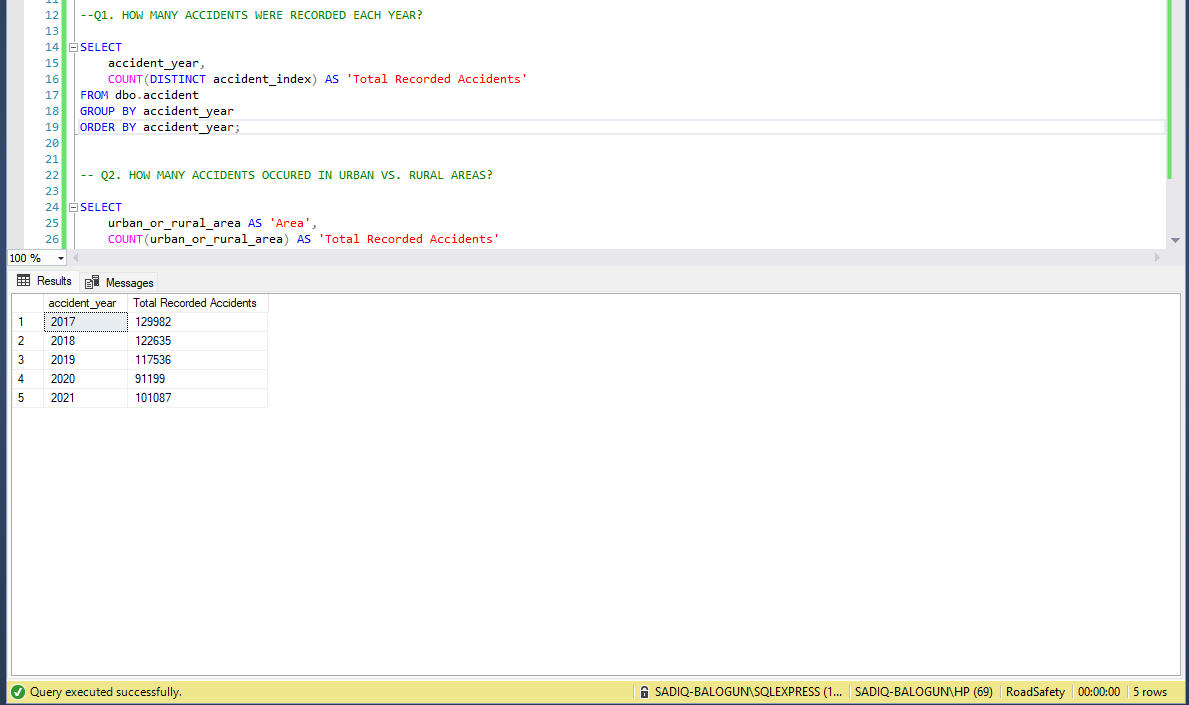 11
12 --Q1. HOW MANY ACCIDENTS WERE RECORDED EACH YEAR?
13
14 SELECT
15 accident_year,
16 COUNT(DISTINCT accident_index) AS 'Total Recorded Accidents'
17 FROM dbo.accident
18 GROUP BY accident_year
19 ORDER BY accident_year;
20
21
22 -- Q2. HOW MANY ACCIDENTS OCCURED IN URBAN VS. RURAL AREAS?
23
24 SELECT
25 urban_or_rural_area AS 'Area',
26 COUNT(urban_or_rural_area) AS 'Total Recorded Accidents'
100 %
Results Messages
accident_year Total Recorded Accidents
1 2017 129982
2 2018 122635
3 2019 117536
4 2020 91199
5 2021 101087
Query executed successfully. SADIQ-BALOGUN\SQLEXPRESS (1... SADIQ-BALOGUN\HP (69) RoadSafety 00:00:00 5 rows